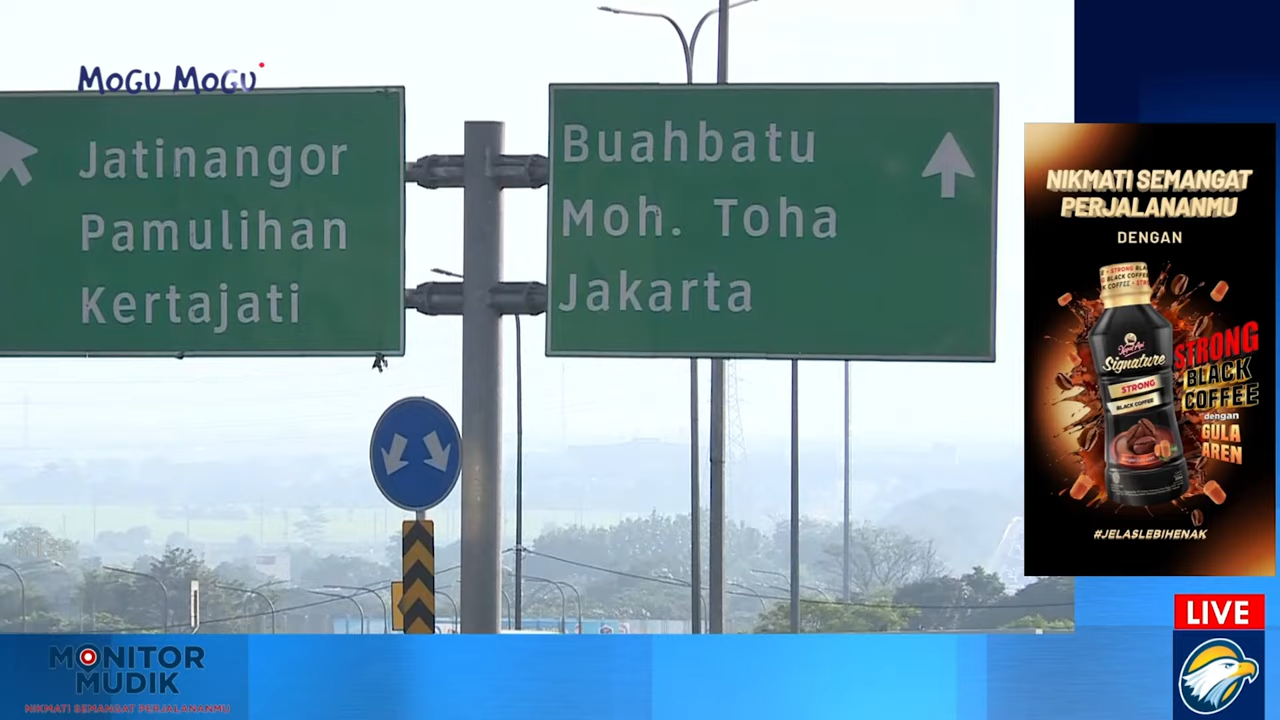 MOGU MOGU
Jatinangor
Pamulihan
Kertajati
Buahbatu
Moh. Toha
Jakarta
NIKMATI SEMANGAT
PERJALANANMU
DENGAN
Signature
STRONG
BLACK COFFEE
STRONG
BLACK
COFFEE
dengan
GULA
AREN
#JELASLEBIHENAK
LIVE
MONITOR
MUDIK
NIKMATI SEMANGAT PERJALANANMU